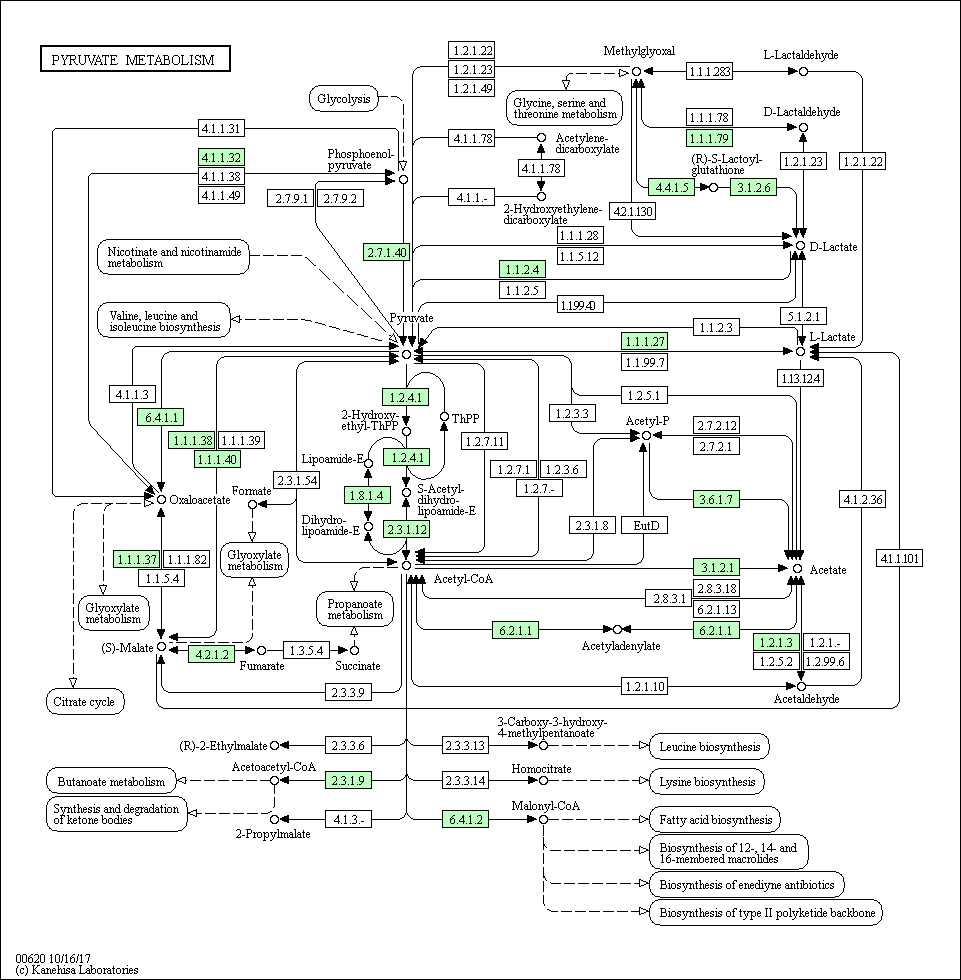 PYRUVATE METABOLISM
1.2.1.22
1.2.1.23
1.2.1.49
Methylglyoxal
L-Lactaldehyde
1.1.1.283
Glycolysis
Glycine, serine and
threonine metabolism
4.1.1.31
1.1.1.78
1.1.1.79
D-Lactaldehyde
4.1.1.78
Acetylene-
dicarboxylate
4.1.1.32
4.1.1.38
4.1.1.49
Phosphoenol-
pyruvate
4.1.1.78
(R)-S-Lactoyl-
glutathione
1.2.1.23
1.2.1.22
2.7.9.1
2.7.9.2
4.1.1.-
4.4.1.5
3.1.2.6
2-Hydroxyethylene-
dicarboxylate
4.2.1.130
1.1.1.28
1.1.5.12
D-Lactate
Nicotinate and nicotinamide
metabolism
2.7.1.40
1.1.2.4
1.1.2.5
1.1.99.40
Valine, leucine and
isoleucine biosynthesis
Pyruvate
5.1.2.1
1.1.2.3
1.1.1.27
1.1.99.7
L-Lactate
1.13.12.4
4.1.1.3
1.2.4.1
1.2.5.1
6.4.1.1
2-Hydroxy-
ethyl-ThPP
ThPP
1.2.3.3
Acetyl-P
2.7.2.12
2.7.2.1
1.1.1.38
1.1.1.39
1.1.1.40
1.2.7.11
Lipoamide-E
1.2.4.1
1.2.7.1
1.2.3.6
1.2.7.-
2.3.1.54
Formate
Oxaloacetate
1.8.1.4
S-Acetyl-
dihydro-
lipoamide-E
3.6.1.7
4.1.2.36
Dihydro-
lipoamide-E
2.3.1.12
2.3.1.8
EutD
1.1.1.37
1.1.1.82
1.1.5.4
Glyoxylate
metabolism
4.1.1.101
Acetyl-CoA
3.1.2.1
Acetate
Glyoxylate
metabolism
Propanoate
metabolism
2.8.3.18
2.8.3.1
6.2.1.13
6.2.1.1
6.2.1.1
Acetyladenylate
(S)-Malate
4.2.1.2
Fumarate
1.3.5.4
Succinate
1.2.1.3
1.2.1.-
1.2.5.2
1.2.99.6
2.3.3.9
1.2.1.10
Acetaldehyde
Citrate cycle
(R)-2-Ethylmalate
2.3.3.6
2.3.3.13
3-Carboxy-3-hydroxy-
4-methylpentanoate
Leucine biosynthesis
Butanoate metabolism
Acetoacetyl-CoA
2.3.1.9
2.3.3.14
Homocitrate
Lysine biosynthesis
Synthesis and degradation
of ketone bodies
2-Propylmalate
4.1.3.-
6.4.1.2
Malonyl-CoA
Fatty acid biosynthesis
Biosynthesis of 12-, 14- and
16-membered macrolides
Biosynthesis of enediyne antibiotics
Biosynthesis of type II polyketide backbone
00620 10/16/17
(c) Kanehisa Laboratories